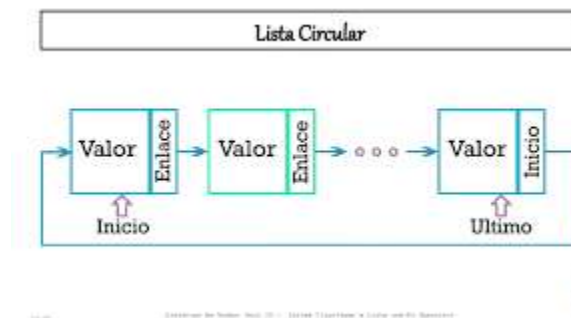 Lista Circular
Valor
Enlace
Valor
Enlace
Valor
Inicio
Inicio
Ultimo